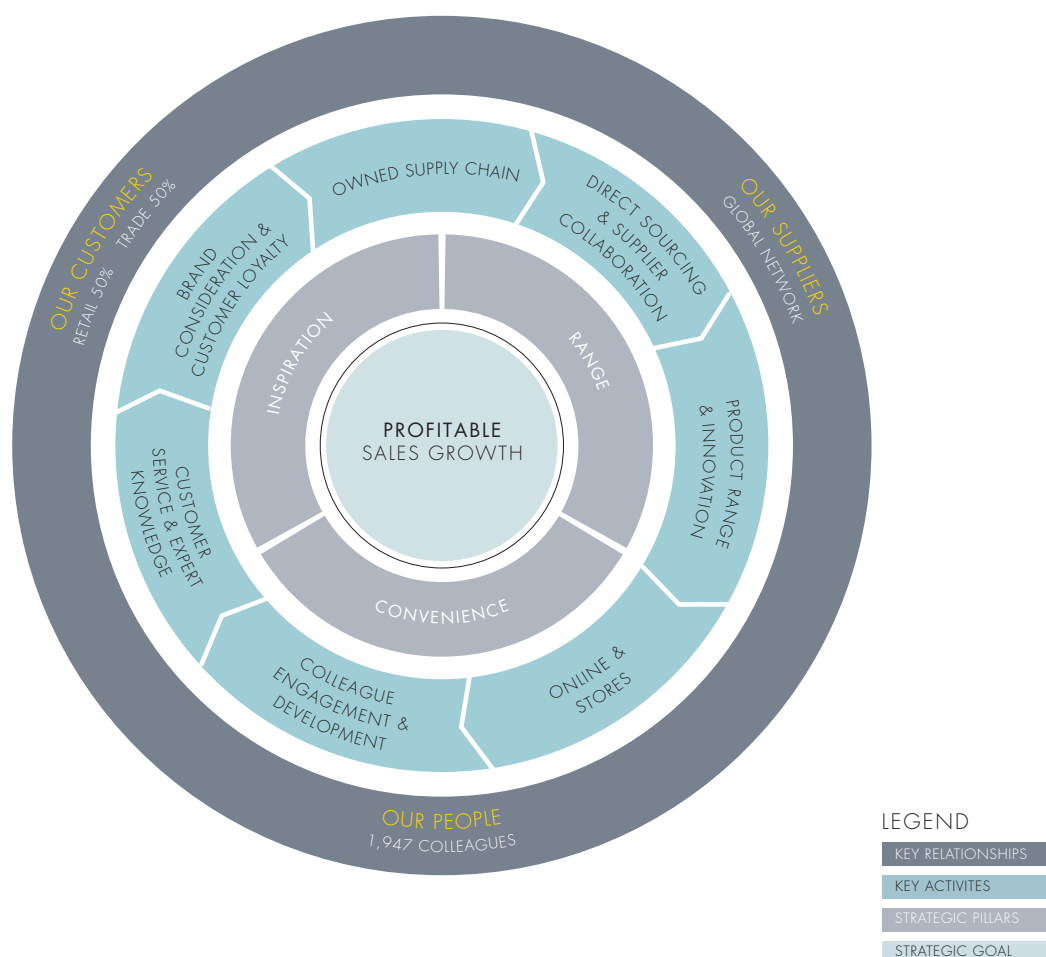 OUR CUSTOMERS
RETAIL 50% TRADE 50%
OUR SUPPLIERS
GLOBAL NETWORK
OUR PEOPLE
1,947 COLLEAGUES
OWNED SUPPLY CHAIN
DIRECT SOURCING
& SUPPLIER
COLLABORATION
PRODUCT RANGE
& INNOVATION
ONLINE &
STORES
COLLEAGUE
ENGAGEMENT &
DEVELOPMENT
CUSTOMER
SERVICE & EXPERT
KNOWLEDGE
BRAND
CONSIDERATION &
CUSTOMER LOYALTY
INSPIRATION
RANGE
CONVENIENCE
PROFITABLE
SALES GROWTH
LEGEND
KEY RELATIONSHIPS
KEY ACTIVITES
STRATEGIC PILLARS
STRATEGIC GOAL